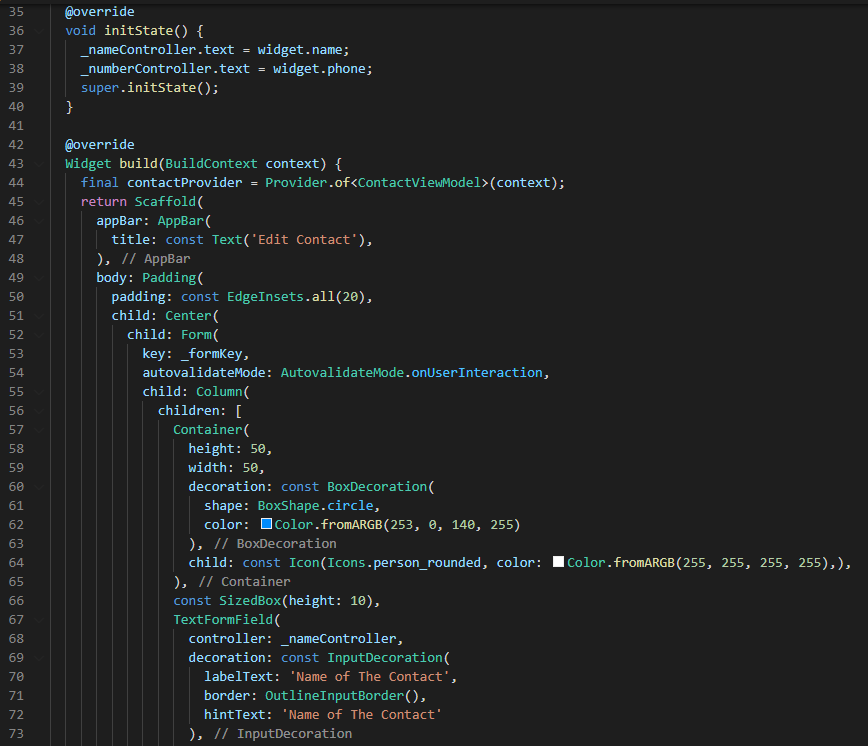 35 @override
36 void initState() {
37 _nameController.text = widget.name;
38 _numberController.text = widget.phone;
39 super.initState();
40 }
41
42 @override
43 Widget build(BuildContext context) {
44 final contactProvider = Provider.of<ContactViewModel>(context);
45 return Scaffold(
46 appBar: AppBar(
47 title: const Text('Edit Contact'),
48 ), // AppBar
49 body: Padding(
50 padding: const EdgeInsets.all(20),
51 child: Center(
52 child: Form(
53 key: _formKey,
54 autovalidateMode: AutovalidateMode.onUserInteraction,
55 child: Column(
56 children: [
57 Container(
58 height: 50,
59 width: 50,
60 decoration: const BoxDecoration(
61 shape: BoxShape.circle,
62 color: Color.fromARGB(253, 0, 140, 255)
63 ), // BoxDecoration
64 child: const Icon(Icons.person_rounded, color: Color.fromARGB(255, 255, 255, 255),),
65 ), // Container
66 const SizedBox(height: 10),
67 TextFormField(
68 controller: _nameController,
69 decoration: const InputDecoration(
70 labelText: 'Name of The Contact',
71 border: OutlineInputBorder(),
72 hintText: 'Name of The Contact'
73 ), // InputDecoration